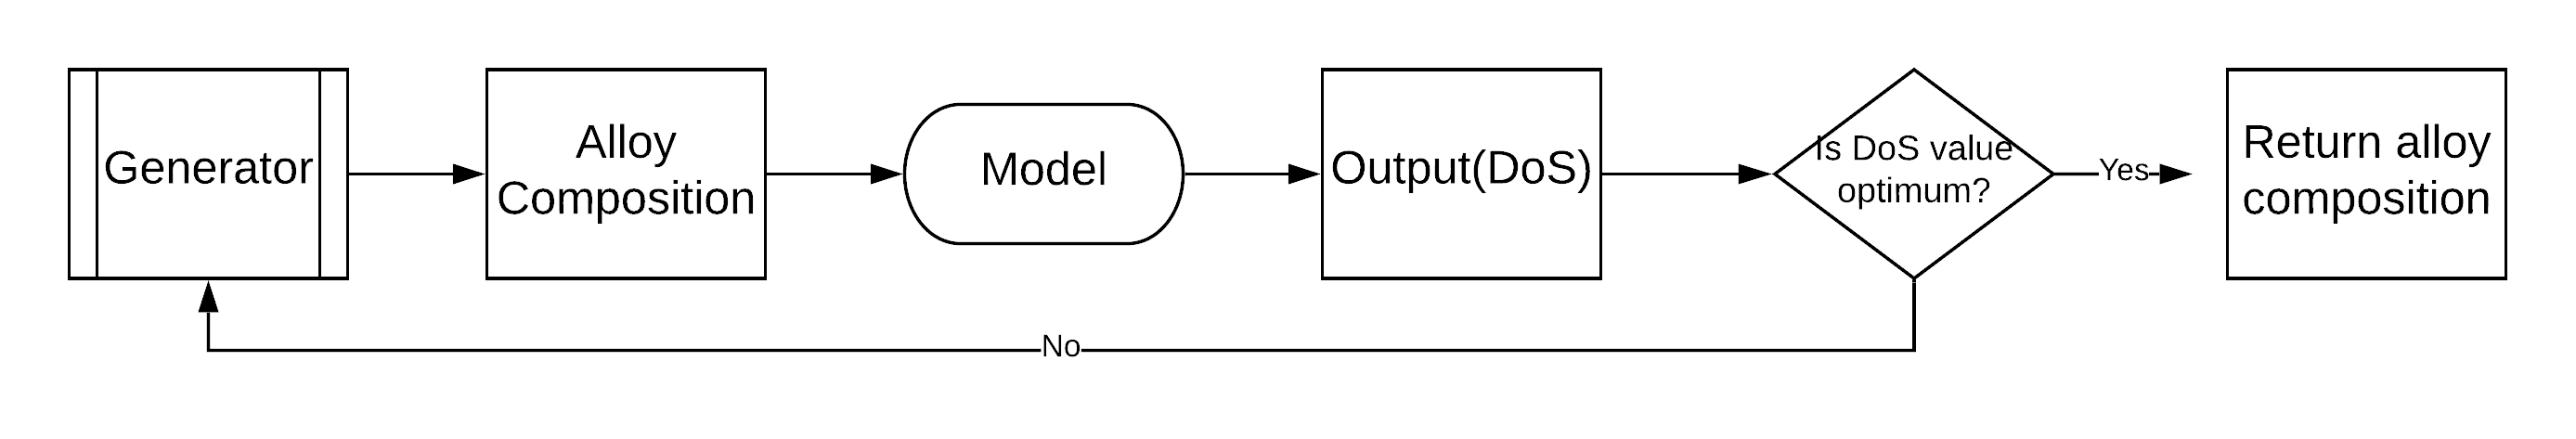 Generator
Alloy
Composition
Model
Output(DoS)
Is DoS value
optimum?
Yes
Return alloy
composition
No